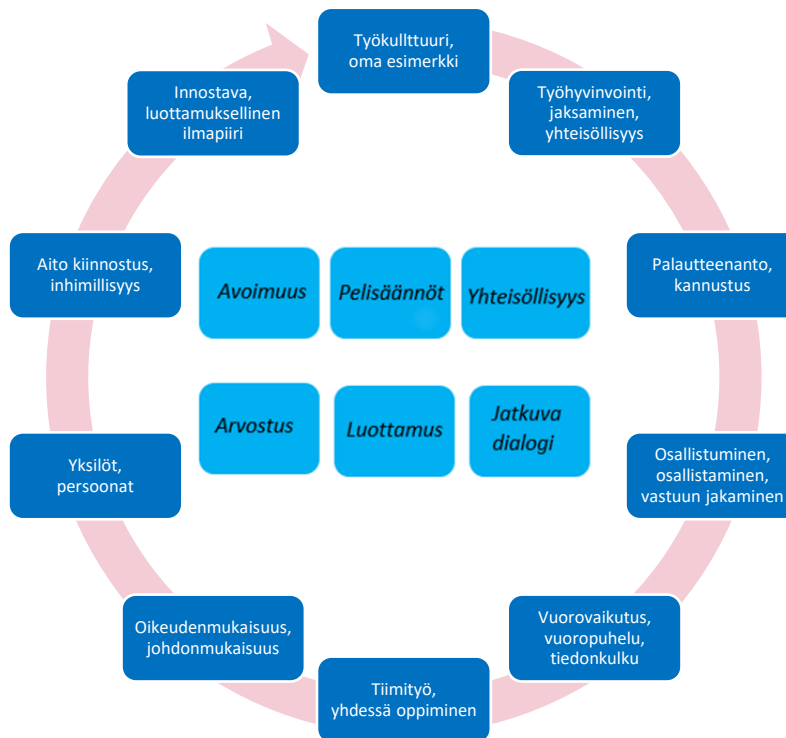 Työkullttuuri,
oma esimerkki
Työhyvinvointi,
jaksaminen,
yhteisöllisyys
Palautteenanto,
kannustus
Osallistuminen,
osallistaminen,
vastuun jakaminen
Vuorovaikutus,
vuoropuhelu,
tiedonkulku
Tiimityö,
yhdessä oppiminen
Oikeudenmukaisuus,
johdonmukaisuus
Yksilöt,
persoonat
Aito kiinnostus,
inhimillisyys
Innostava,
luottamuksellinen
ilmapiiri
Avoimuus
Pelisäännöt
Yhteisöllisyys
Arvostus
Luottamus
Jatkuva
dialogi